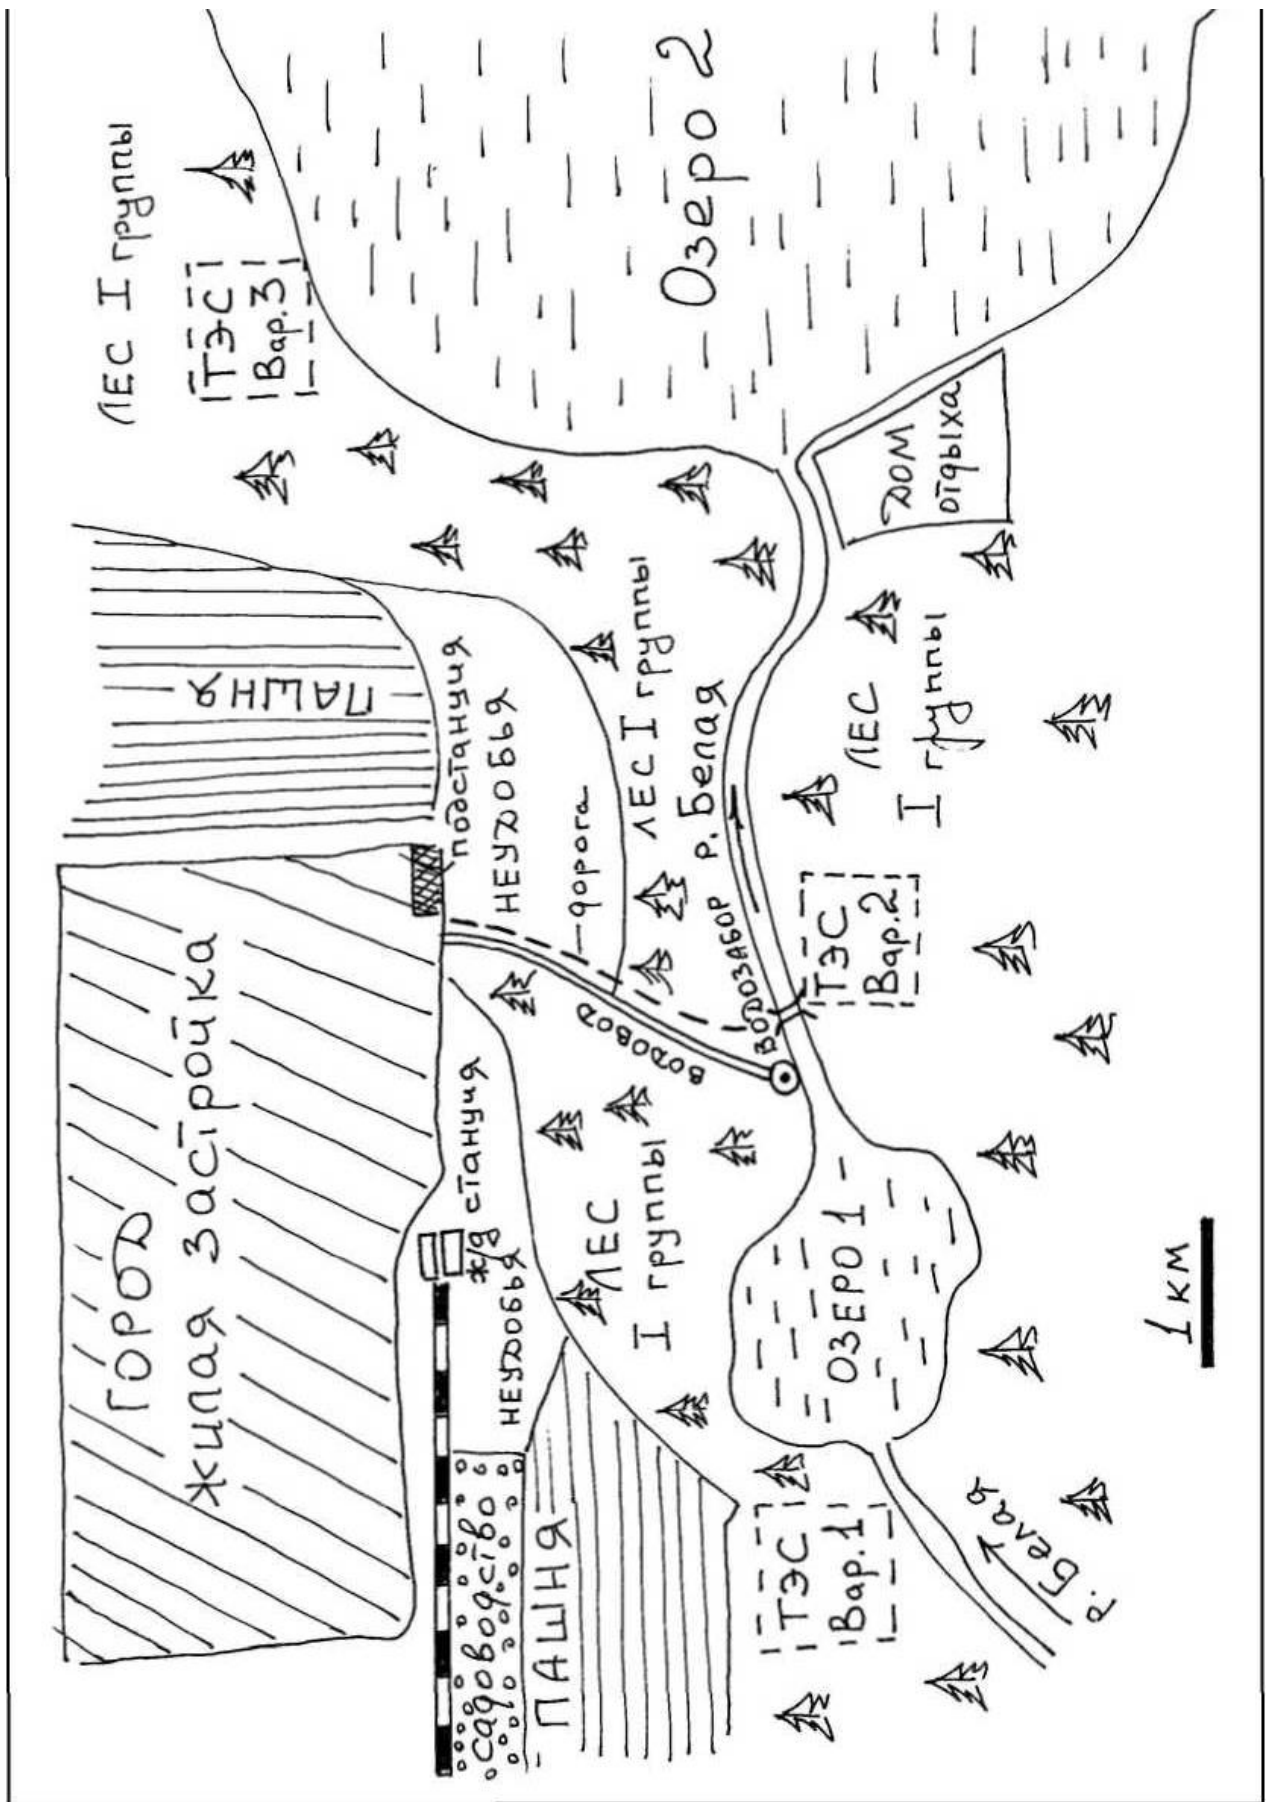 ГОРОД
жилая застройка
ПАШНЯ
ЛЕС I группы
ТЭС
Вар.3
подстанция
НЕУДОБЬЯ
дорога
ж/д станция
НЕУДОБЬЯ
садоводство
ПАШНЯ
водовод
ЛЕС
I группы
ЛЕС I группы
р. Белая
водозабор
Озеро 2
ТЭС
Вар.1
ОЗЕРО 1
ТЭС
Вар.2
ЛЕС
I группы
ДОМ
отдыха
р. Белая
1 км